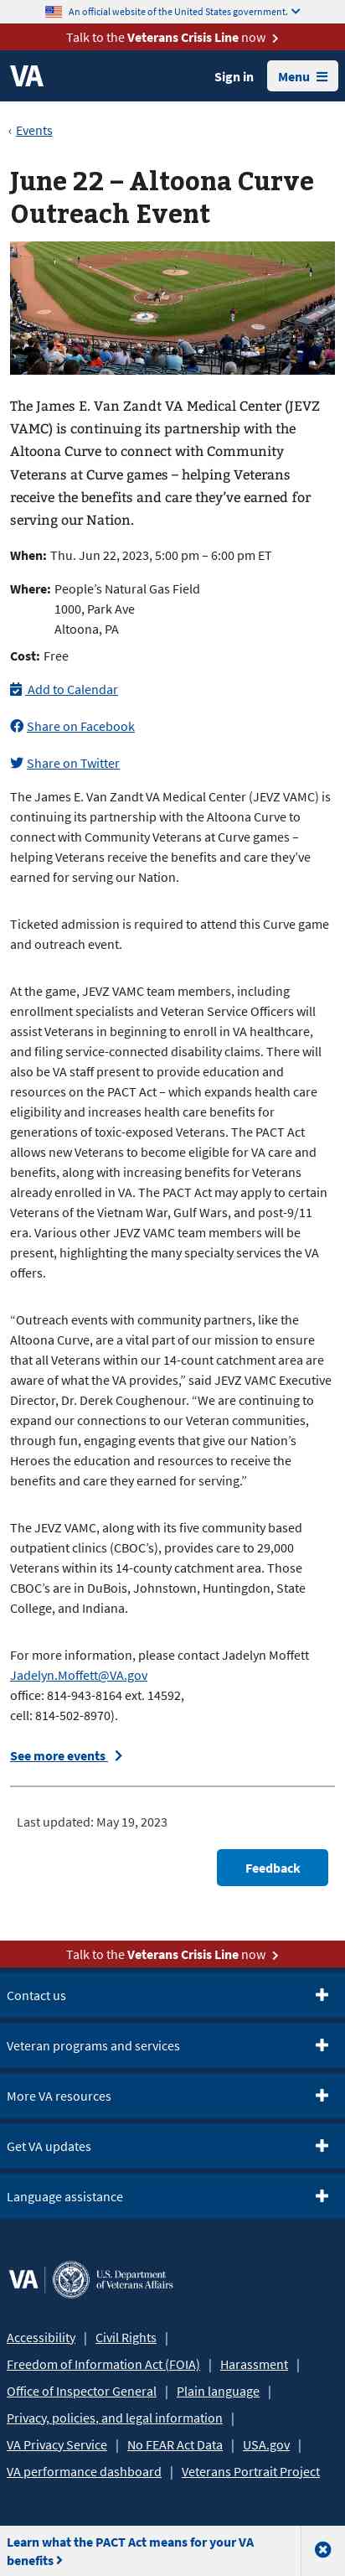 An official website of the United States government.
Talk to the Veterans Crisis Line now
VA
Sign in
Menu
‹ Events
June 22 – Altoona Curve
Outreach Event
The James E. Van Zandt VA Medical Center (JEVZ
VAMC) is continuing its partnership with the
Altoona Curve to connect with Community
Veterans at Curve games – helping Veterans
receive the benefits and care they’ve earned for
serving our Nation.
When: Thu. Jun 22, 2023, 5:00 pm – 6:00 pm ET
Where: People’s Natural Gas Field
1000, Park Ave
Altoona, PA
Cost: Free
Add to Calendar
Share on Facebook
Share on Twitter
The James E. Van Zandt VA Medical Center (JEVZ VAMC) is
continuing its partnership with the Altoona Curve to
connect with Community Veterans at Curve games –
helping Veterans receive the benefits and care they’ve
earned for serving our Nation.
Ticketed admission is required to attend this Curve game
and outreach event.
At the game, JEVZ VAMC team members, including
enrollment specialists and Veteran Service Officers will
assist Veterans in beginning to enroll in VA healthcare,
and filing service-connected disability claims. There will
also be VA staff present to provide education and
resources on the PACT Act – which expands health care
eligibility and increases health care benefits for
generations of toxic-exposed Veterans. The PACT Act
allows new Veterans to become eligible for VA care and
benefits, along with increasing benefits for Veterans
already enrolled in VA. The PACT Act may apply to certain
Veterans of the Vietnam War, Gulf Wars, and post-9/11
era. Various other JEVZ VAMC team members will be
present, highlighting the many specialty services the VA
offers.
“Outreach events with community partners, like the
Altoona Curve, are a vital part of our mission to ensure
that all Veterans within our 14-county catchment area are
aware of what the VA provides,” said JEVZ VAMC Executive
Director, Dr. Derek Coughenour. “We are continuing to
expand our connections to our Veteran communities,
through fun, engaging events that give our Nation’s
Heroes the education and resources to receive the
benefits and care they earned for serving.”
The JEVZ VAMC, along with its five community based
outpatient clinics (CBOC’s), provides care to 29,000
Veterans within its 14-county catchment area. Those
CBOC’s are in DuBois, Johnstown, Huntingdon, State
College, and Indiana.
For more information, please contact Jadelyn Moffett
Jadelyn.Moffett@VA.gov
office: 814-943-8164 ext. 14592,
cell: 814-502-8970).
See more events
Last updated: May 19, 2023
Feedback
Talk to the Veterans Crisis Line now
Contact us
Veteran programs and services
More VA resources
Get VA updates
Language assistance
VA
U.S. Department
of Veterans Affairs
Accessibility | Civil Rights |
Freedom of Information Act (FOIA) | Harassment |
Office of Inspector General | Plain language |
Privacy, policies, and legal information |
VA Privacy Service | No FEAR Act Data | USA.gov |
VA performance dashboard | Veterans Portrait Project
Learn what the PACT Act means for your VA
benefits